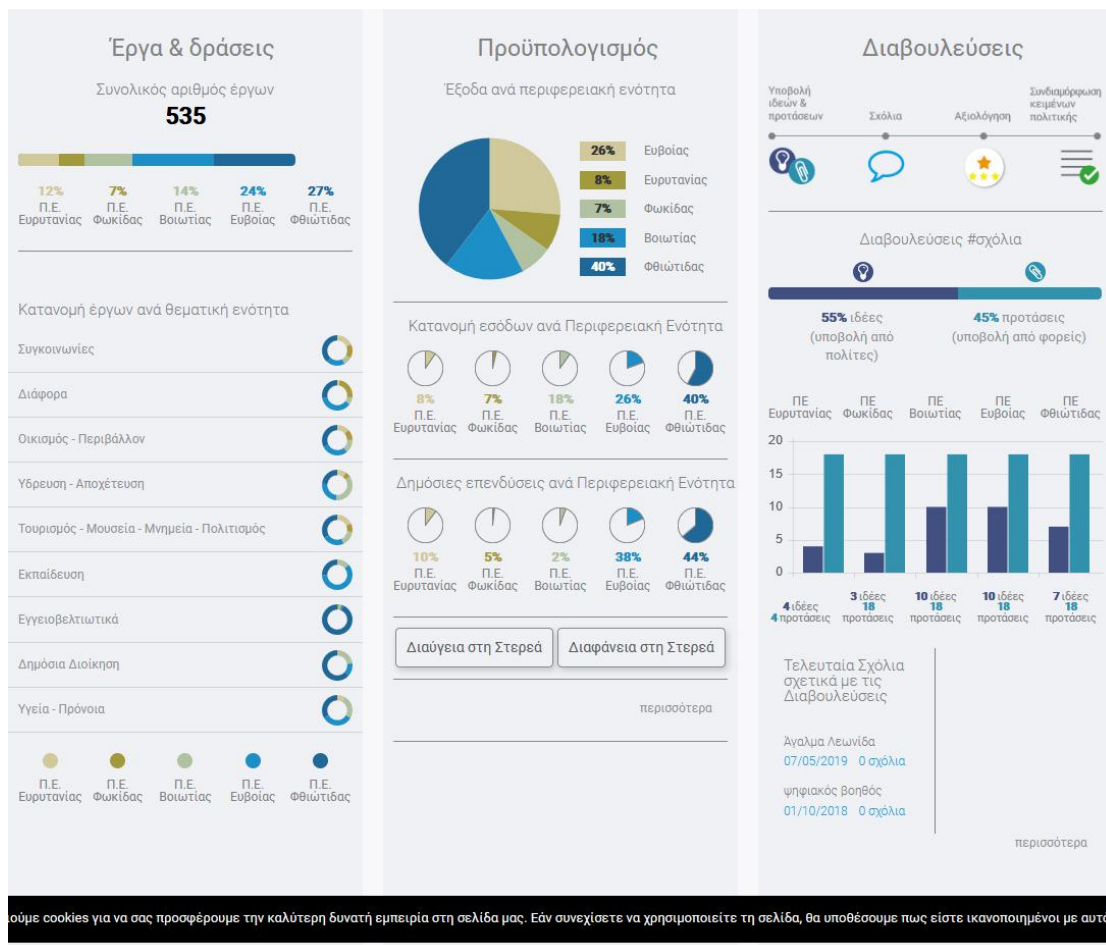 Έργα & δράσεις
Συνολικός αριθμός έργων
535
12% 7% 14% 24% 27%
Π.Ε. Π.Ε. Π.Ε. Π.Ε. Π.Ε.
Ευρυτανίας Φωκίδας Βοιωτίας Ευβοίας Φθιώτιδας
Κατανομή έργων ανά θεματική ενότητα
Συγκοινωνίες
Διάφορα
Οικισμός - Περιβάλλον
Υδρευση - Αποχέτευση
Τουρισμός - Μουσεία - Μνημεία - Πολιτισμός
Εκπαίδευση
Εγγειοβελτιωτικά
Δημόσια Διοίκηση
Υγεία - Πρόνοια
Π.Ε. Π.Ε. Π.Ε. Π.Ε. Π.Ε.
Ευρυτανίας Φωκίδας Βοιωτίας Ευβοίας Φθιώτιδας
Προϋπολογισμός
Έξοδα ανά περιφερειακή ενότητα
26% Ευβοίας
8% Ευρυτανίας
7% Φωκίδας
18% Βοιωτίας
40% Φθιώτιδας
Κατανομή εσόδων ανά Περιφερειακή Ενότητα
8% 7% 18% 26% 40%
Π.Ε. Π.Ε. Π.Ε. Π.Ε. Π.Ε.
Ευρυτανίας Φωκίδας Βοιωτίας Ευβοίας Φθιώτιδας
Δημόσιες επενδύσεις ανά Περιφερειακή Ενότητα
10% 5% 2% 38% 44%
Π.Ε. Π.Ε. Π.Ε. Π.Ε. Π.Ε.
Ευρυτανίας Φωκίδας Βοιωτίας Ευβοίας Φθιώτιδας
Διαύγεια στη Στερεά Διαφάνεια στη Στερεά
περισσότερα
Διαβουλεύσεις
Υποβολή
ιδεών &
προτάσεων
Σχόλια
Αξιολόγηση
Συνδιαμόρφωση
κειμένων
πολιτικής
Διαβουλεύσεις #σχόλια
55% ιδέες
(υποβολή από
πολίτες)
45% προτάσεις
(υποβολή από φορείς)
ΠΕ ΠΕ ΠΕ ΠΕ ΠΕ
Ευρυτανίας Φωκίδας Βοιωτίας Ευβοίας Φθιώτιδας
20
15
10
5
0
4 ιδέες
4 προτάσεις
3 ιδέες
18
προτάσεις
10 ιδέες
18
προτάσεις
10 ιδέες
18
προτάσεις
7 ιδέες
18
προτάσεις
Τελευταία Σχόλια
σχετικά με τις
Διαβουλεύσεις
Άγαλμα Λεωνίδα
07/05/2019 0 σχόλια
ψηφιακός βοηθός
01/10/2018 0 σχόλια
περισσότερα
ούμε cookies για να σας προσφέρουμε την καλύτερη δυνατή εμπειρία στη σελίδα μας. Εάν συνεχίσετε να χρησιμοποιείτε τη σελίδα, θα υποθέσουμε πως είστε ικανοποιημένοι με αυτ